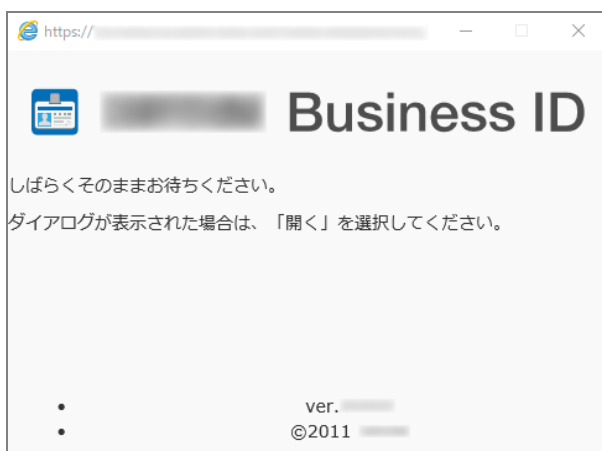 https://
Business ID
しばらくそのままお待ちください。
ダイアログが表示された場合は、「開く」を選択してください。
• ver.
• ©2011